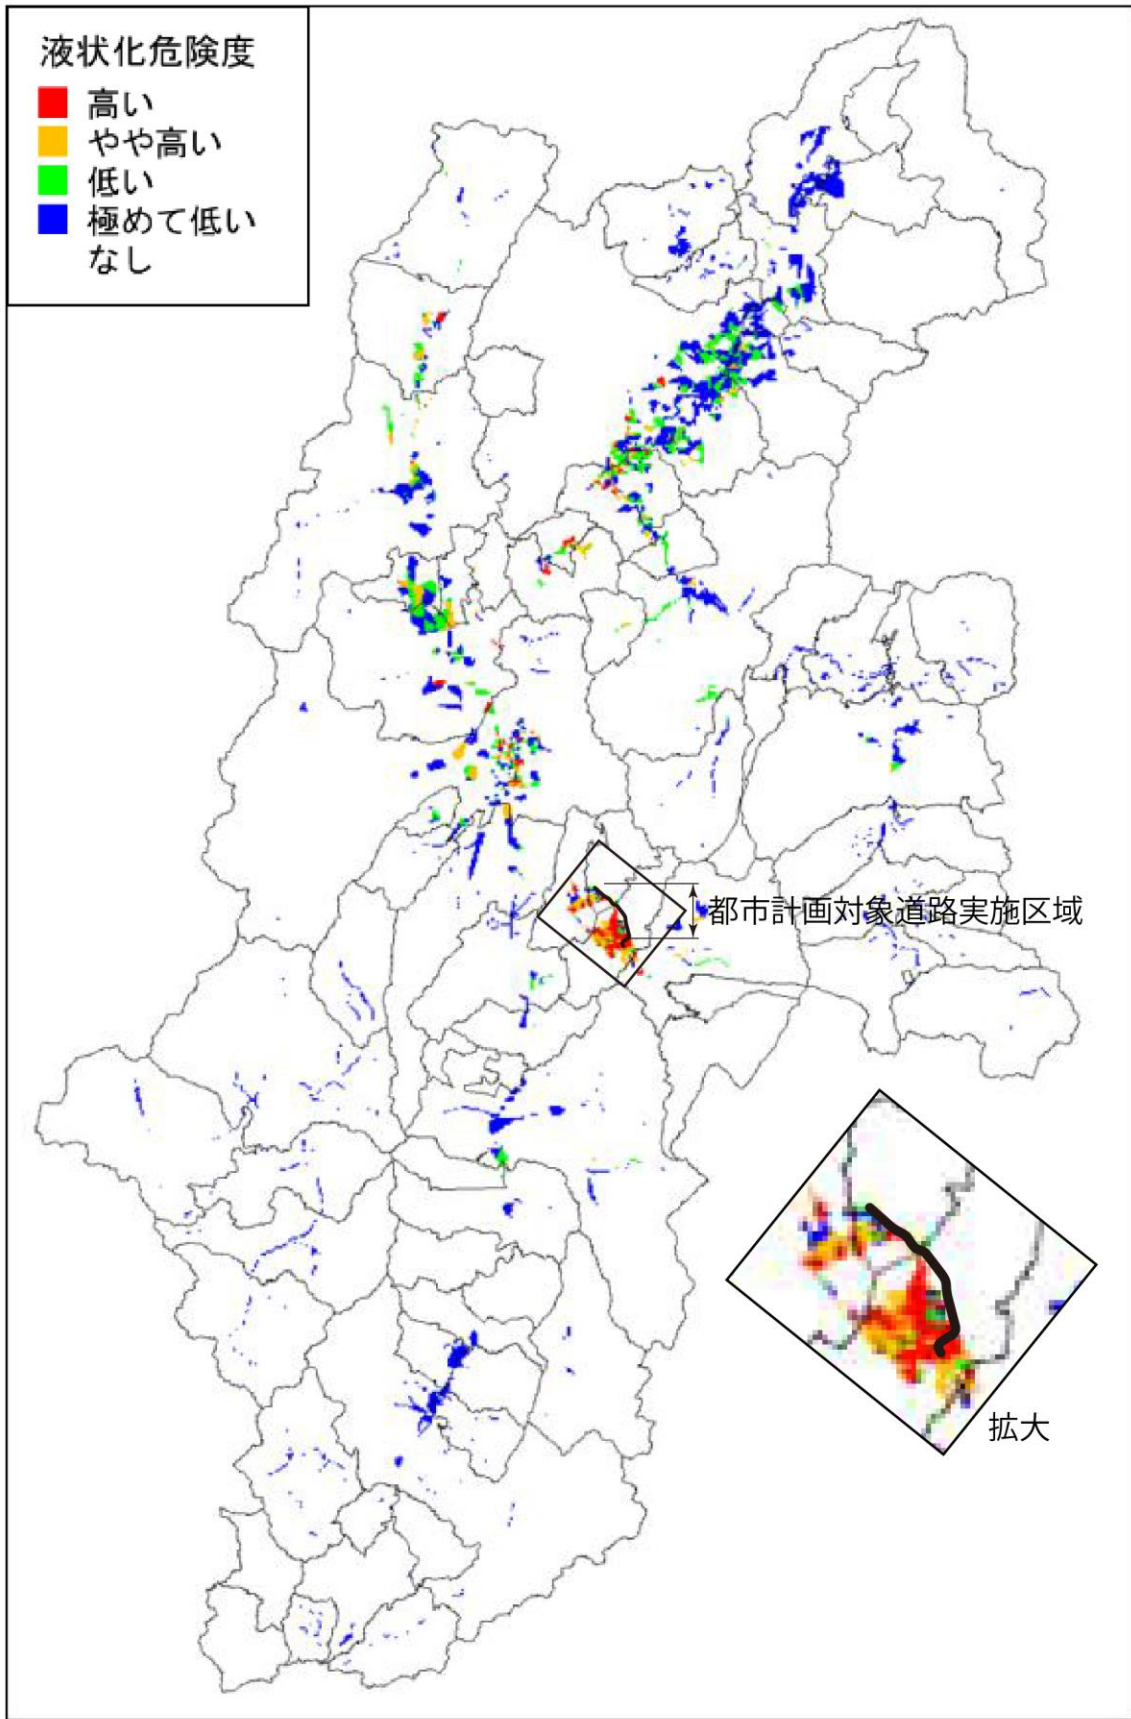 液状化危険度
高い
やや高い
低い
極めて低い
なし
都市計画対象道路実施区域
拡大